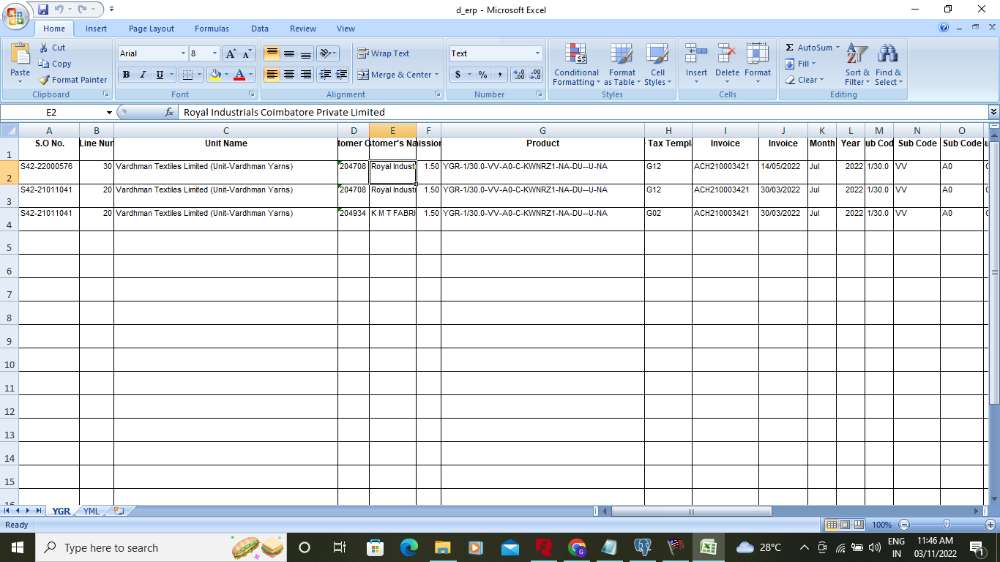 d_erp - Microsoft Excel
Home Insert Page Layout Formulas Data Review View
Paste Cut Copy Format Painter Clipboard
Arial 8 A A B I U A Font
Wrap Text Merge & Center Alignment
Text $ % , .00 .00 Number
Conditional Formatting Format as Table Cell Styles Styles
Insert Delete Format Cells
Σ AutoSum Fill Clear Sort & Filter Find & Select Editing
E2 fx Royal Industrials Coimbatore Private Limited
A B C D E F G H I J K L M N O
1 S.O No. Line Nun Unit Name tomer C stomer's Na ission Product Tax Templ Invoice Invoice Month Year ub Cod Sub Code Sub Code
2 S42-22000576 30 Vardhman Textiles Limited (Unit-Vardhman Yarns) 204708 Royal Indust 1.50 YGR-1/30.0-VV-A0-C-KWNRZ1-NA-DU--U-NA G12 ACH210003421 14/05/2022 Jul 2022 1/30.0 VV A0
3 S42-21011041 20 Vardhman Textiles Limited (Unit-Vardhman Yarns) 204708 Royal Industr 1.50 YGR-1/30.0-VV-A0-C-KWNRZ1-NA-DU--U-NA G12 ACH210003421 30/03/2022 Jul 2022 1/30.0 VV A0
4 S42-21011041 20 Vardhman Textiles Limited (Unit-Vardhman Yarns) 204934 K M T FABRI 1.50 YGR-1/30.0-VV-A0-C-KWNRZ1-NA-DU--U-NA G02 ACH210003421 30/03/2022 Jul 2022 1/30.0 VV A0
5
6
7
8
9
10
11
12
13
14
15
16
YGR YML
Ready 100%
Type here to search 28°C ENG IN 11:46 AM 03/11/2022 1